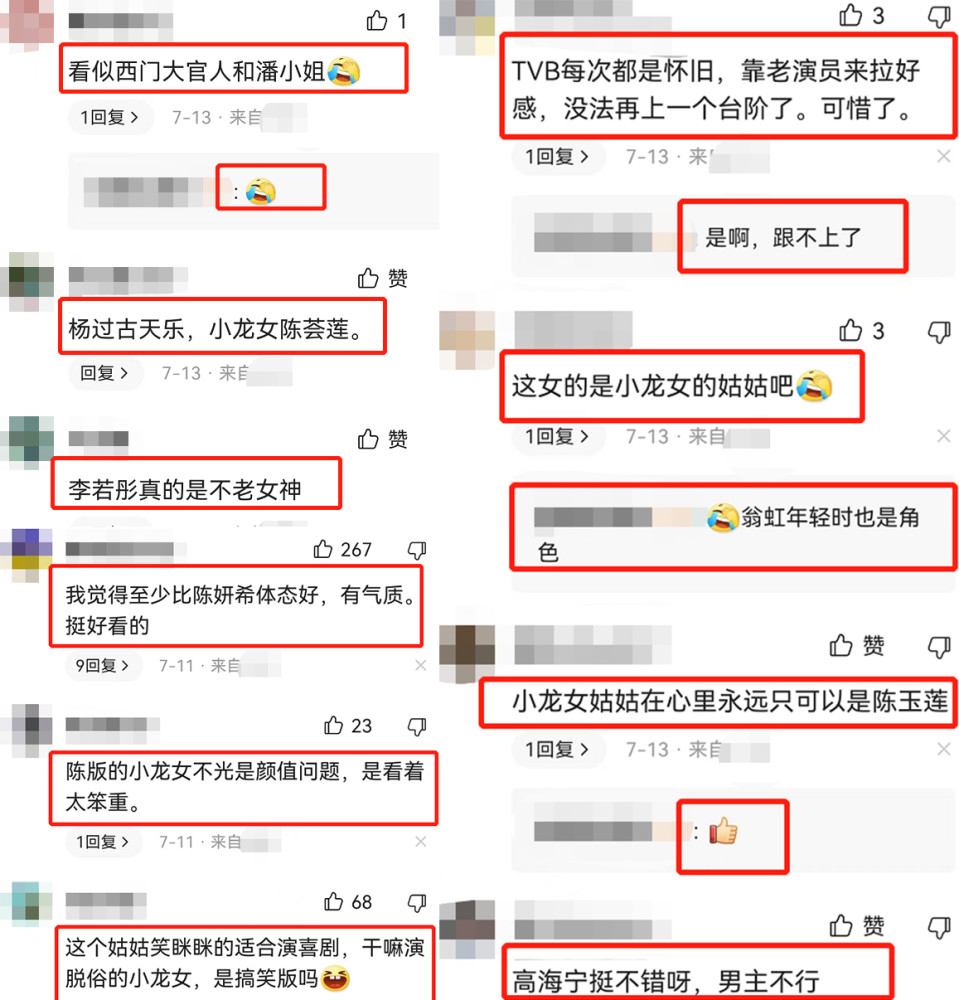 1
看似西门大官人和潘小姐😂
1回复 >
7-13 · 来自
: 😂
赞
杨过古天乐，小龙女陈荟莲。
回复 >
7-13 · 来自
赞
李若彤真的是不老女神
267
我觉得至少比陈妍希体态好，有气质。
挺好看的
9回复 >
7-11 · 来自
×
23
陈版的小龙女不光是颜值问题，是看着
太笨重。
1回复 >
7-11 · 来自
×
68
这个姑姑笑眯眯的适合演喜剧，干嘛演
脱俗的小龙女，是搞笑版吗😆
3
TVB每次都是怀旧，靠老演员来拉好
感，没法再上一个台阶了。可惜了。
1回复 >
7-13 · 来
×
是啊，跟不上了
3
这女的是小龙女的姑姑吧😂
1回复 >
7-13 · 来自
×
😂翁虹年轻时也是角
色
赞
小龙女姑姑在心里永远只可以是陈玉莲
1回复 >
7-13 · 来自
×
: 👍
赞
高海宁挺不错呀，男主不行